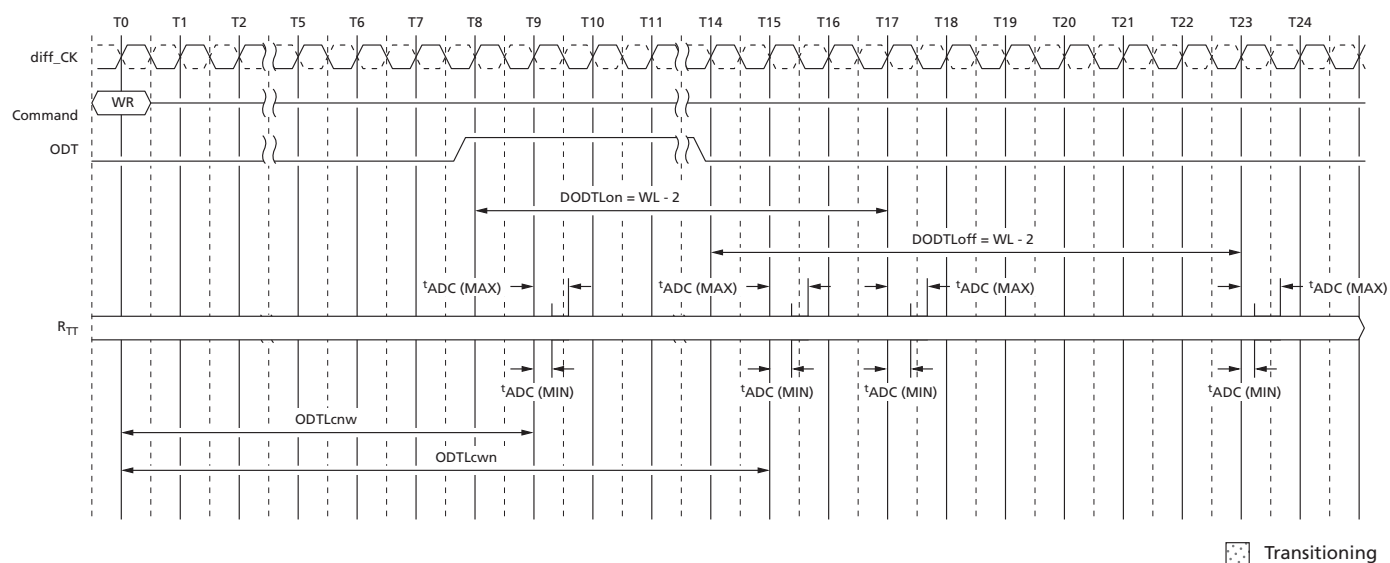 T0 T1 T2 T5 T6 T7 T8 T9 T10 T11 T14 T15 T16 T17 T18 T19 T20 T21 T22 T23 T24
diff_CK
WR
Command
ODT
DODTLon = WL - 2
DODTLoff = WL - 2
tADC (MAX) tADC (MAX) tADC (MAX) tADC (MAX)
RTT
tADC (MIN) tADC (MIN) tADC (MIN) tADC (MIN)
ODTLcnw
ODTLcwn
Transitioning